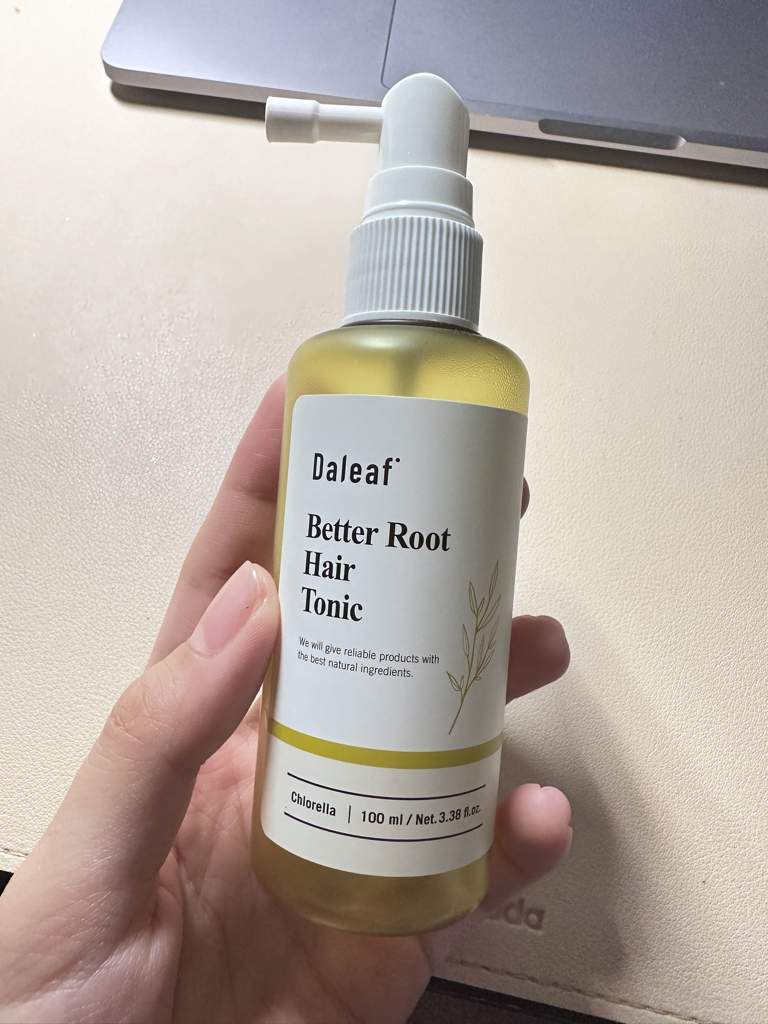 Daleaf
Better Root
Hair
Tonic
We will give reliable products with
the best natural ingredients.
Chlorella | 100 ml / Net. 3.38 fl.oz.